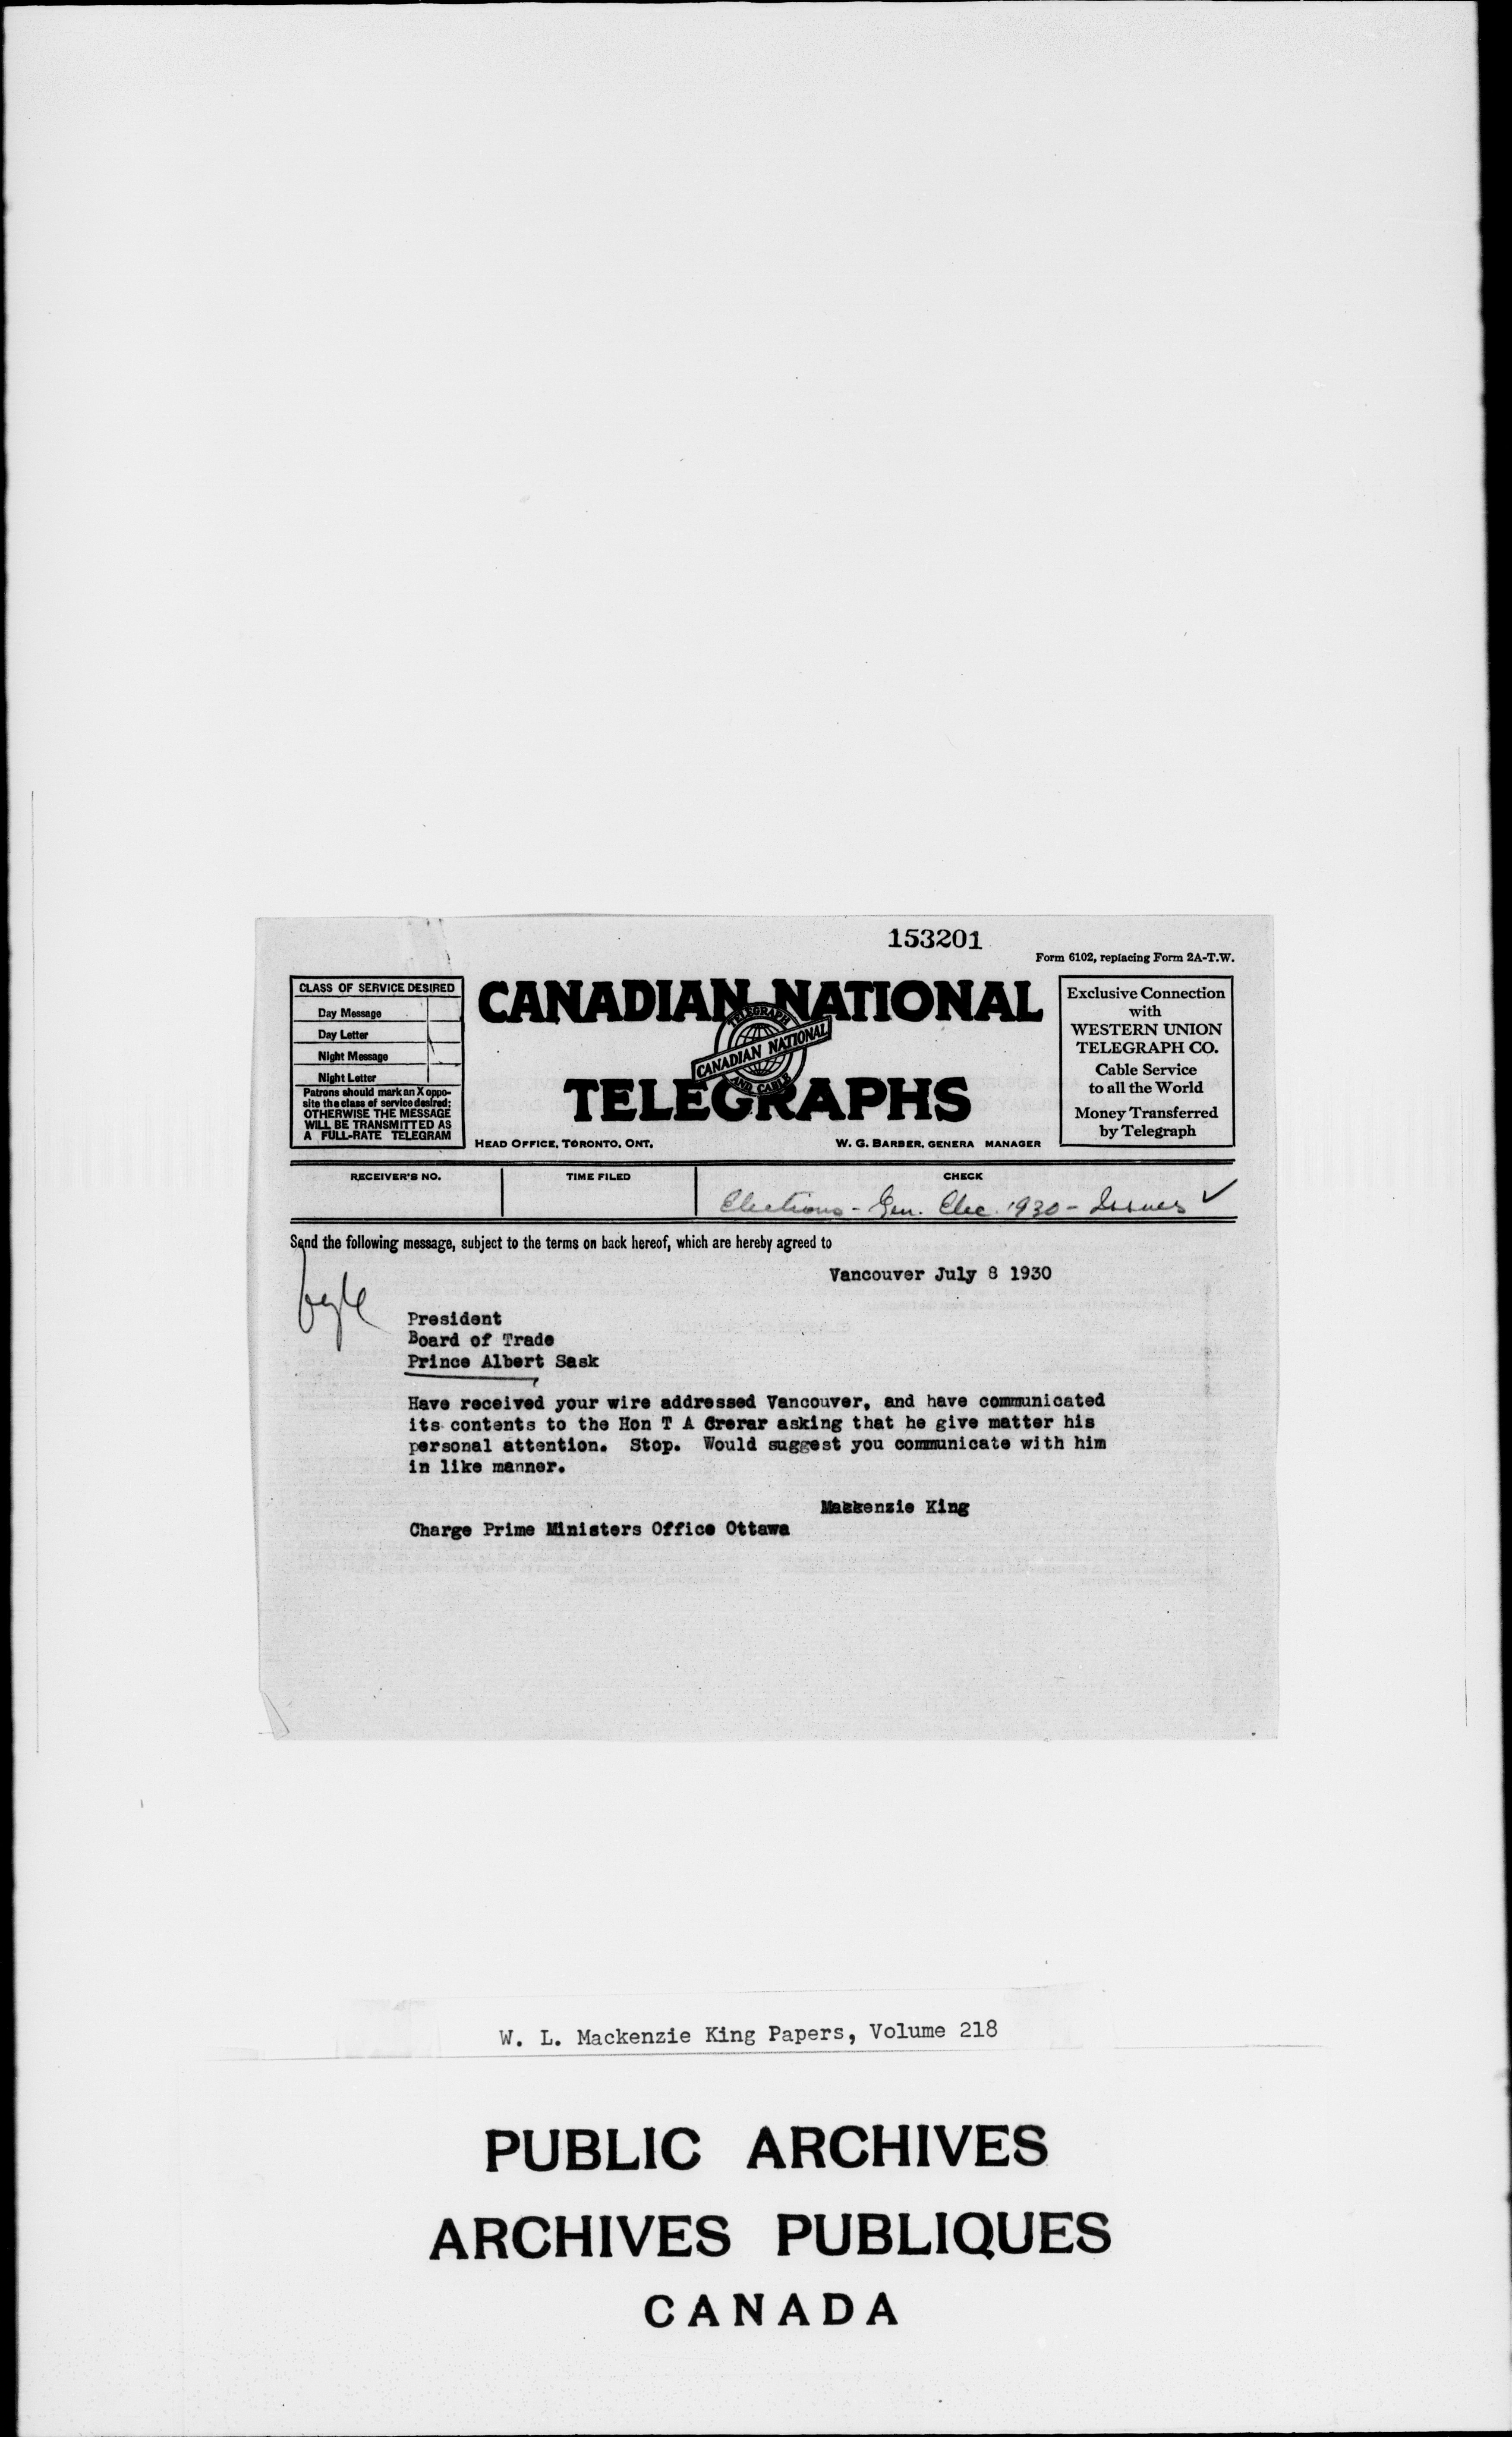 153201
Form 6102, replacing Form 2A-T.W.
CLASS OF SERVICE DESIRED
Day Message
Day Letter
Night Message
Night Letter
Patrons should mark an X oppo-
site the class of service desired;
OTHERWISE THE MESSAGE
WILL BE TRANSMITTED AS
A FULL-RATE TELEGRAM
CANADIAN NATIONAL
TELEGRAPH
CANADIAN NATIONAL
AND CABLE
TELEGRAPHS
HEAD OFFICE, TORONTO, ONT.
W. G. BARBER, GENERA MANAGER
Exclusive Connection
with
WESTERN UNION
TELEGRAPH CO.
Cable Service
to all the World
Money Transferred
by Telegraph
RECEIVER'S NO.
TIME FILED
CHECK
Elections - Gen. Elec. 1930 - Issues ✓
Send the following message, subject to the terms on back hereof, which are hereby agreed to
Vancouver July 8 1930
President
Board of Trade
Prince Albert Sask
Have received your wire addressed Vancouver, and have communicated
its contents to the Hon T A Crerar asking that he give matter his
personal attention. Stop. Would suggest you communicate with him
in like manner.
Mackenzie King
Charge Prime Ministers Office Ottawa
W. L. Mackenzie King Papers, Volume 218
PUBLIC ARCHIVES
ARCHIVES PUBLIQUES
CANADA